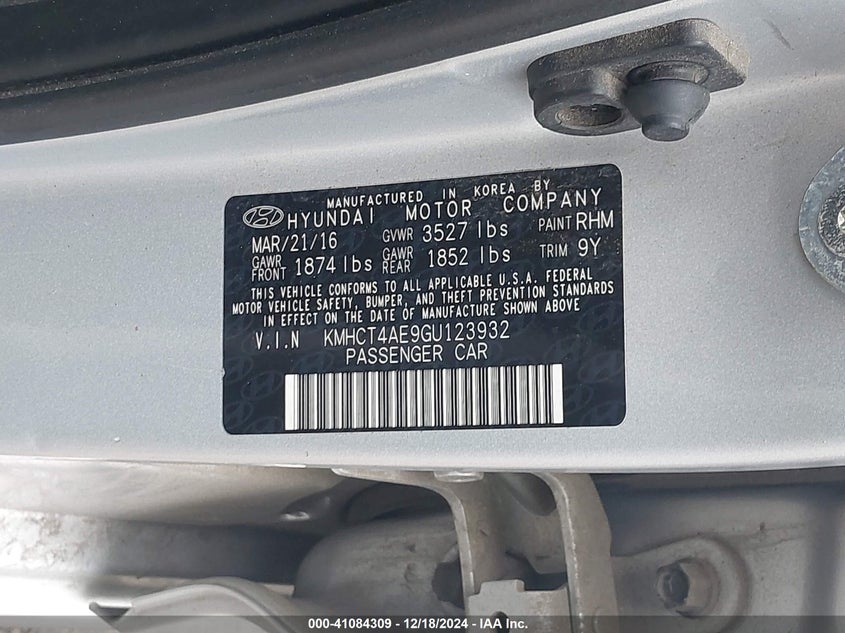 MANUFACTURED IN KOREA BY
HYUNDAI MOTOR COMPANY
MAR/21/16 GVWR 3527 lbs PAINT RHM
GAWR FRONT 1874 lbs GAWR REAR 1852 lbs TRIM 9Y
THIS VEHICLE CONFORMS TO ALL APPLICABLE U.S.A. FEDERAL
MOTOR VEHICLE SAFETY, BUMPER, AND THEFT PREVENTION STANDARDS
IN EFFECT ON THE DATE OF MANUFACTURE SHOWN ABOVE
V.I.N KMHCT4AE9GU123932
PASSENGER CAR
000-41084309 - 12/18/2024 - IAA Inc.